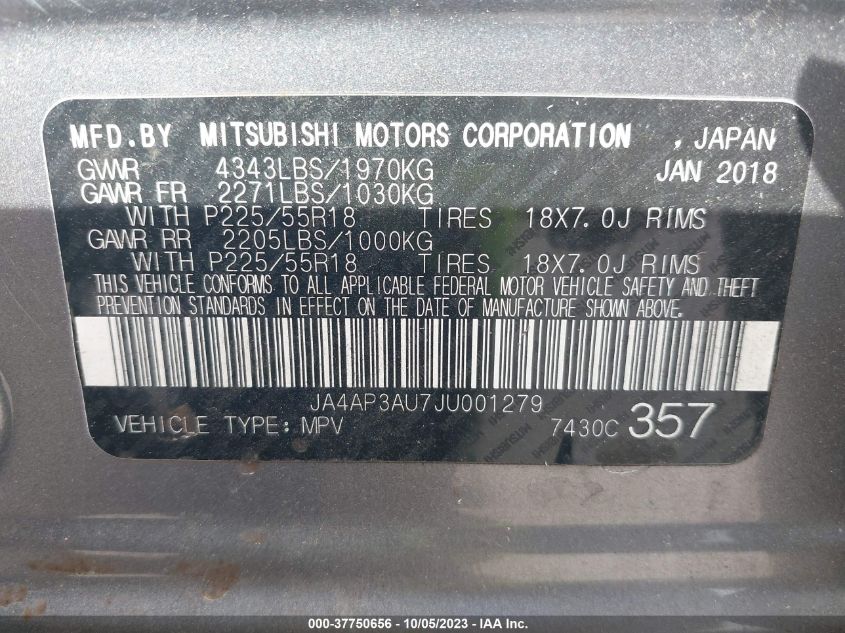 MFD.BY MITSUBISHI MOTORS CORPORATION , JAPAN
GVWR 4343LBS/1970KG JAN 2018
GAWR FR 2271LBS/1030KG
WITH P225/55R18 TIRES 18X7.0J RIMS
GAWR RR 2205LBS/1000KG
WITH P225/55R18 TIRES 18X7.0J RIMS
THIS VEHICLE CONFORMS TO ALL APPLICABLE FEDERAL MOTOR VEHICLE SAFETY AND THEFT
PREVENTION STANDARDS IN EFFECT ON THE DATE OF MANUFACTURE SHOWN ABOVE.
JA4AP3AU7JU001279
VEHICLE TYPE: MPV 7430C 357
000-37750656 - 10/05/2023 - IAA Inc.